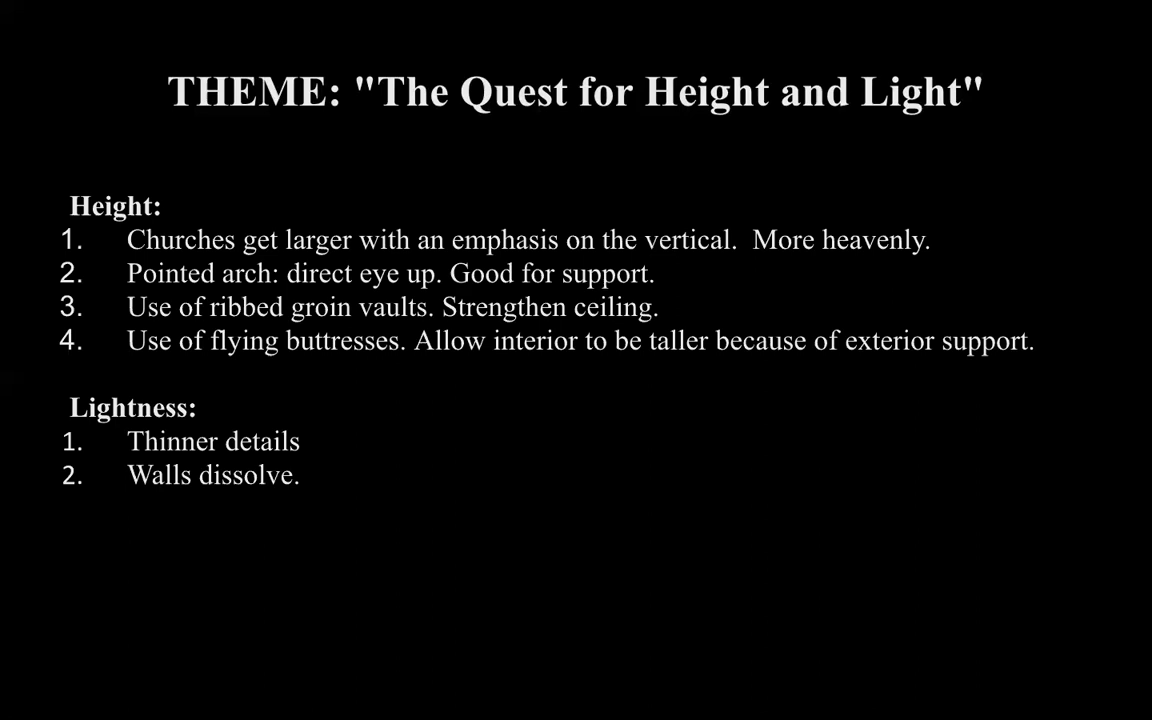 THEME: "The Quest for Height and Light"
Height:
1. Churches get larger with an emphasis on the vertical.  More heavenly.
2. Pointed arch: direct eye up. Good for support.
3. Use of ribbed groin vaults. Strengthen ceiling.
4. Use of flying buttresses. Allow interior to be taller because of exterior support.
Lightness:
1. Thinner details
2. Walls dissolve.